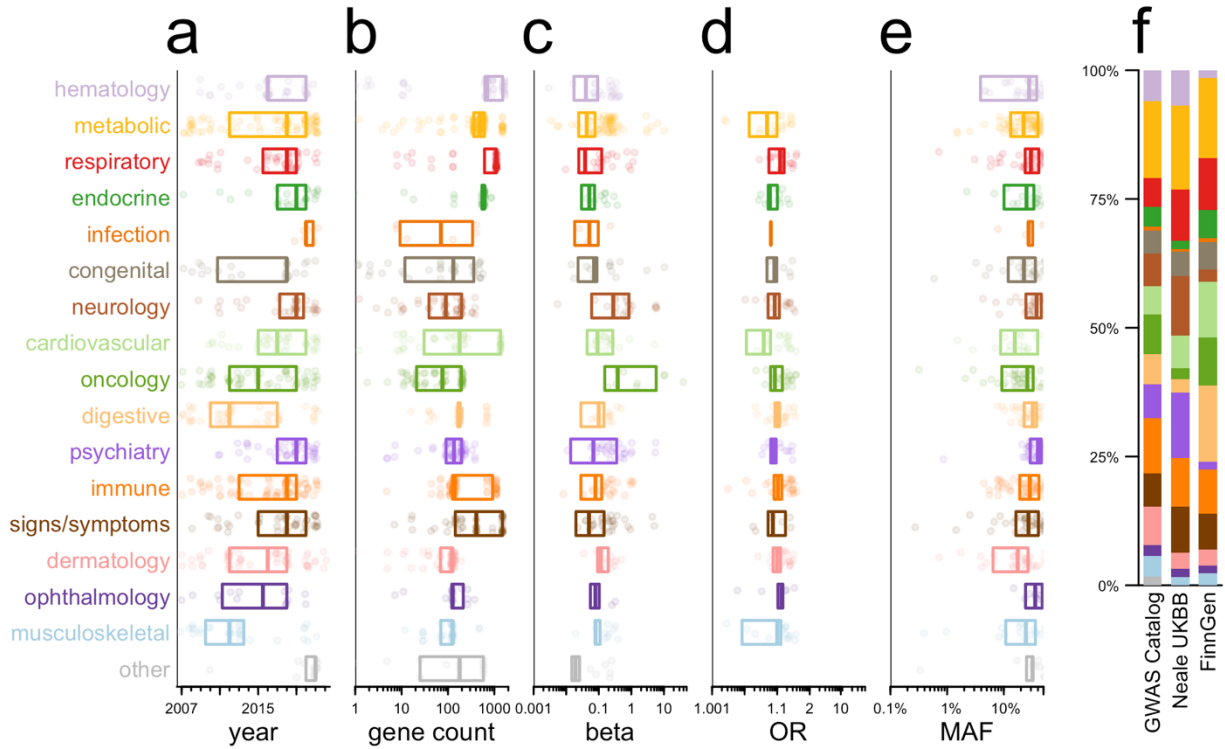 a b c d e f
hematology
metabolic
respiratory
endocrine
infection
congenital
neurology
cardiovascular
oncology
digestive
psychiatry
immune
signs/symptoms
dermatology
ophthalmology
musculoskeletal
other
2007 2015
year
1 10 100 1000
gene count
0.001 0.1 10
beta
1.001 1.1 2 10
OR
0.1% 1% 10%
MAF
100%
75%
50%
25%
0%
GWAS Catalog
Neale UKBB
FinnGen